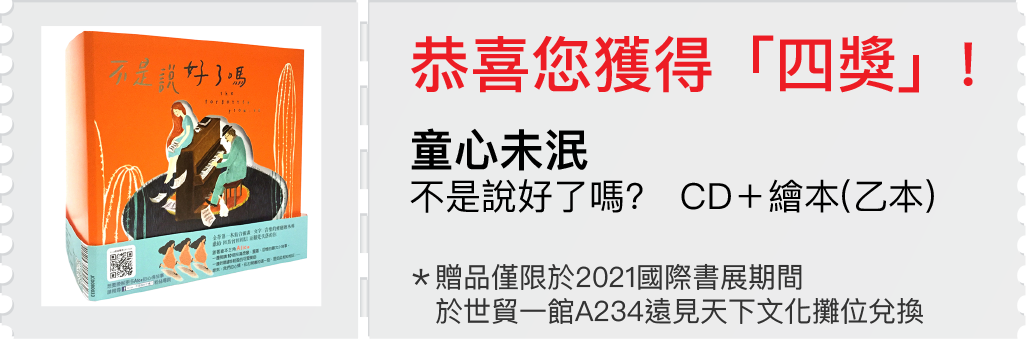 不是說好了嗎
恭喜您獲得「四獎」!
童心未泯
不是說好了嗎? CD＋繪本(乙本)
＊贈品僅限於2021國際書展期間
於世貿一館A234遠見天下文化攤位兌換